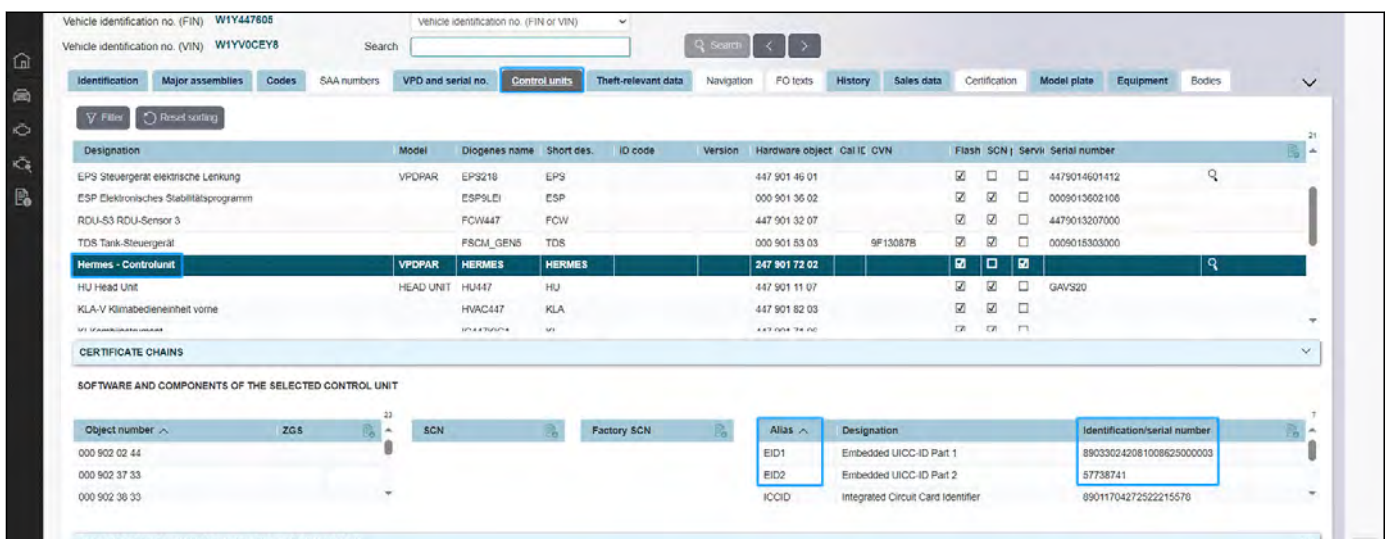 Vehicle identification no. (FIN) W1Y447605 Vehicle identification no. (FIN or VIN)
Vehicle identification no. (VIN) W1YV0CEY8 Search Search < >
Identification Major assemblies Codes SAA numbers VPD and serial no. Control units Theft-relevant data Navigation FO texts History Sales data Certification Model plate Equipment Bodies
Filter Reset sorting
21
Designation Model Diogenes name Short des. ID code Version Hardware object Cal IE CVN Flash SCN | Servi Serial number
EPS Steuergerät elektrische Lenkung VPDPAR EPS218 EPS 447 901 46 01 4479014601412
ESP Elektronisches Stabilitätsprogramm ESP9LEI ESP 000 901 36 02 0009013602106
RDU-S3 RDU-Sensor 3 FCW447 FCW 447 901 32 07 4479013207000
TDS Tank-Steuergerät FSCM_GEN5 TDS 000 901 53 03 9F13087B 0009015303000
Hermes - Controlunit VPDPAR HERMES HERMES 247 901 72 02
HU Head Unit HEAD UNIT HU447 HU 447 901 11 07 GAVS20
KLA-V Klimabedieneinheit vorne HVAC447 KLA 447 901 82 03
CERTIFICATE CHAINS
SOFTWARE AND COMPONENTS OF THE SELECTED CONTROL UNIT
23 7
Object number ZGS SCN Factory SCN Alias Designation Identification/serial number
000 902 02 44 EID1 Embedded UICC-ID Part 1 890330242081008625000003
000 902 37 33 EID2 Embedded UICC-ID Part 2 57738741
000 902 38 33 ICCID Integrated Circuit Card Identifier 89011704272522215578